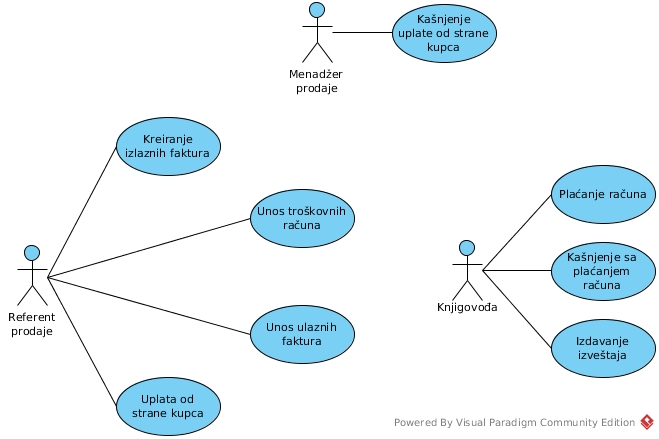 Kašnjenje
uplate od strane
kupca
Menadžer
prodaje
Kreiranje
izlaznih faktura
Unos troškovnih
računa
Plaćanje računa
Kašnjenje sa
plaćanjem
računa
Referent
prodaje
Knjigovođa
Unos ulaznih
faktura
Izdavanje
izveštaja
Uplata od
strane kupca
Powered By Visual Paradigm Community Edition